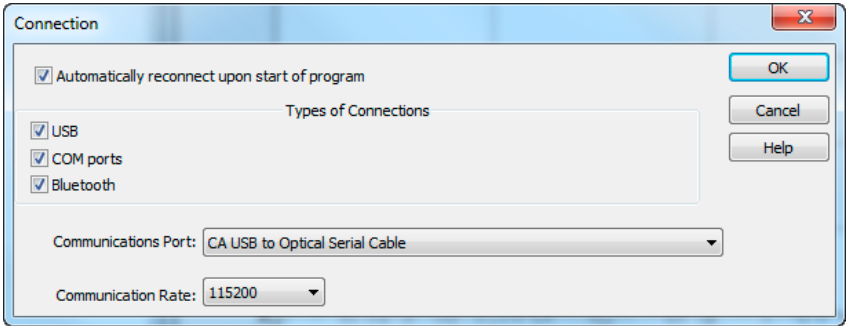 Connection
Automatically reconnect upon start of program
OK
Types of Connections
Cancel
USB
Help
COM ports
Bluetooth
Communications Port: CA USB to Optical Serial Cable
Communication Rate: 115200